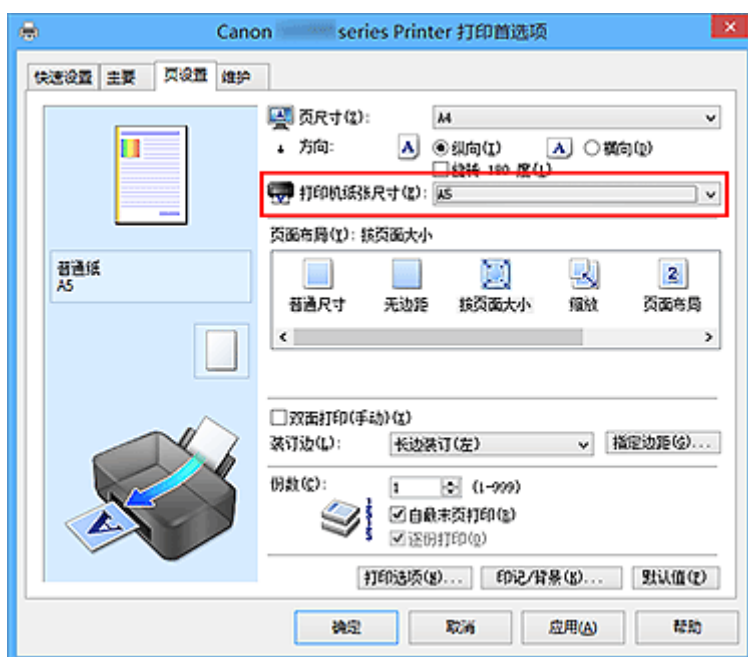 Canon series Printer 打印首选项
快速设置 主要 页设置 维护
页尺寸(Z): A4
方向: A 纵向(I) A 横向(D)
旋转 180 度(L)
打印机纸张尺寸(E): A5
页面布局(Y): 按页面大小
普通尺寸 无边距 按页面大小 缩放 页面布局
普通纸
A5
双面打印(手动)(X)
装订边(L): 长边装订(左) 指定边距(G)...
份数(C): 1 (1-999)
自最末页打印(S)
逐份打印(O)
打印选项(N)... 印记/背景(K)... 默认值(F)
确定 取消 应用(A) 帮助